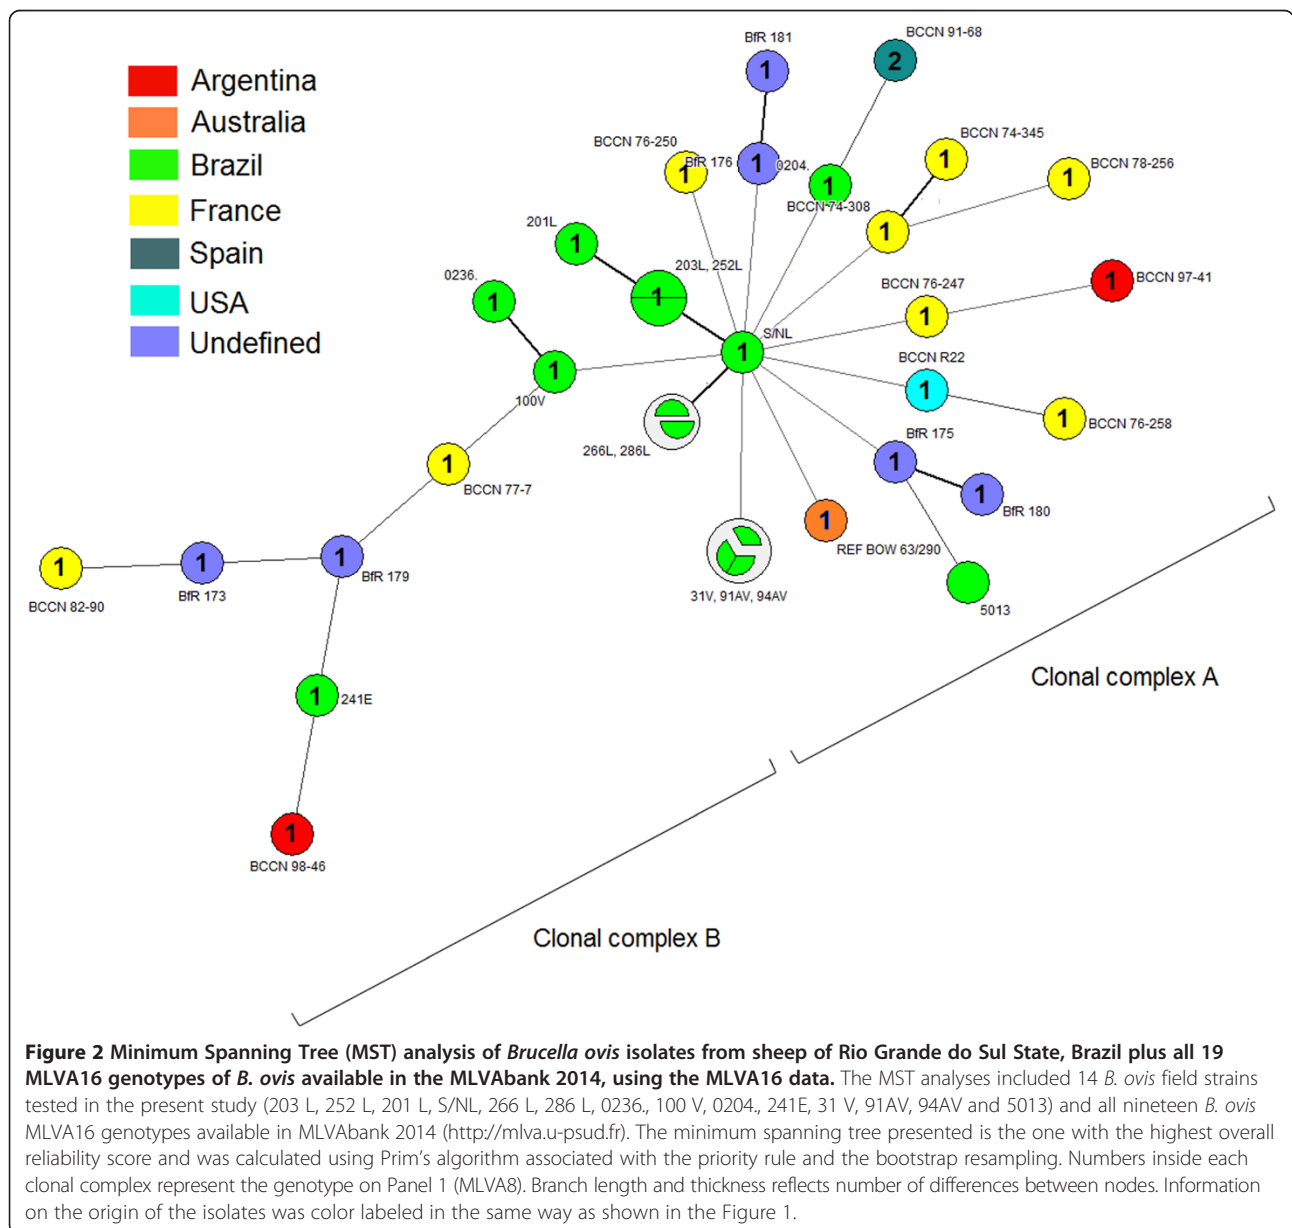 Argentina
Australia
Brazil
France
Spain
USA
Undefined
BfR 181
1
BCCN 91-68
2
BCCN 76-250
1
BfR 176
1
0204.
1
BCCN 74-345
1
BCCN 78-256
1
BCCN 74-308
1
201L
1
203L, 252L
1
0236.
1
BCCN 76-247
1
BCCN 97-41
1
S/NL
1
100V
1
BCCN R22
1
BCCN 76-258
1
266L, 286L
BfR 175
1
BfR 180
1
BCCN 77-7
1
REF BOW 63/290
1
31V, 91AV, 94AV
5013
BCCN 82-90
1
BfR 173
1
BfR 179
1
241E
1
BCCN 98-46
1
Clonal complex A
Clonal complex B
Figure 2 Minimum Spanning Tree (MST) analysis of Brucella ovis isolates from sheep of Rio Grande do Sul State, Brazil plus all 19
MLVA16 genotypes of B. ovis available in the MLVAbank 2014, using the MLVA16 data. The MST analyses included 14 B. ovis field strains
tested in the present study (203 L, 252 L, 201 L, S/NL, 266 L, 286 L, 0236., 100 V, 0204., 241E, 31 V, 91AV, 94AV and 5013) and all nineteen B. ovis
MLVA16 genotypes available in MLVAbank 2014 (http://mlva.u-psud.fr). The minimum spanning tree presented is the one with the highest overall
reliability score and was calculated using Prim's algorithm associated with the priority rule and the bootstrap resampling. Numbers inside each
clonal complex represent the genotype on Panel 1 (MLVA8). Branch length and thickness reflects number of differences between nodes. Information
on the origin of the isolates was color labeled in the same way as shown in the Figure 1.